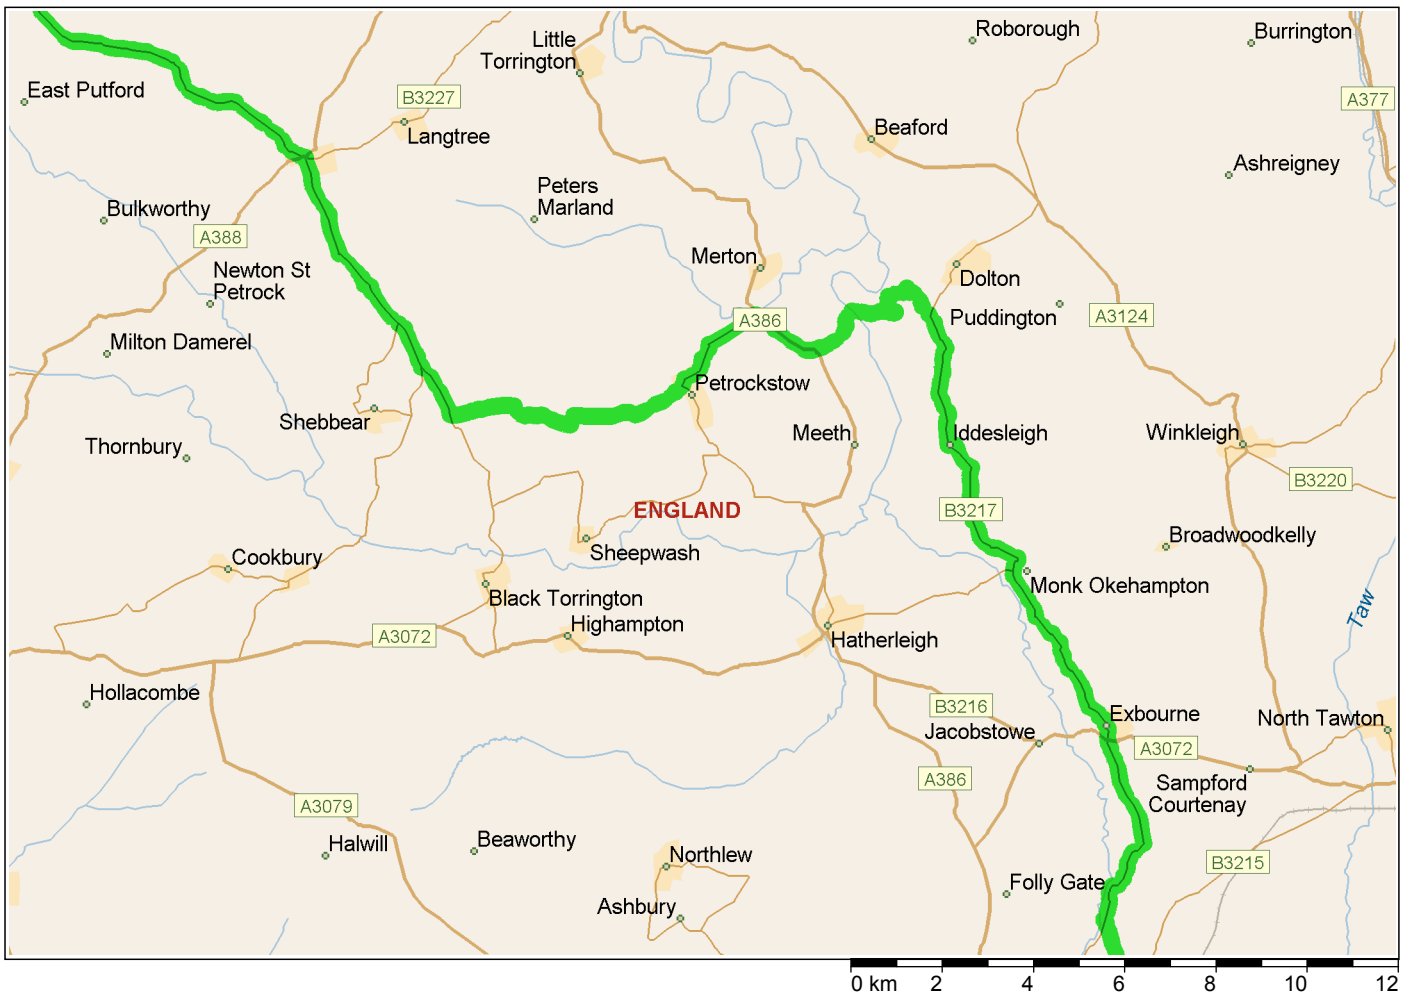 Roborough
Burrington
Little
Torrington
East Putford
B3227
A377
Langtree
Beaford
Ashreigney
Peters
Marland
Bulkworthy
A388
Merton
Newton St
Petrock
Dolton
A386
Puddington
A3124
Milton Damerel
Petrockstow
Shebbear
Meeth
Iddesleigh
Winkleigh
Thornbury
B3220
ENGLAND
B3217
Broadwoodkelly
Sheepwash
Cookbury
Monk Okehampton
Black Torrington
Taw
Highampton
A3072
Hatherleigh
Hollacombe
B3216
Exbourne
North Tawton
Jacobstowe
A3072
A386
Sampford
Courtenay
A3079
Halwill
Beaworthy
Northlew
B3215
Folly Gate
Ashbury
0 km 2 4 6 8 10 12